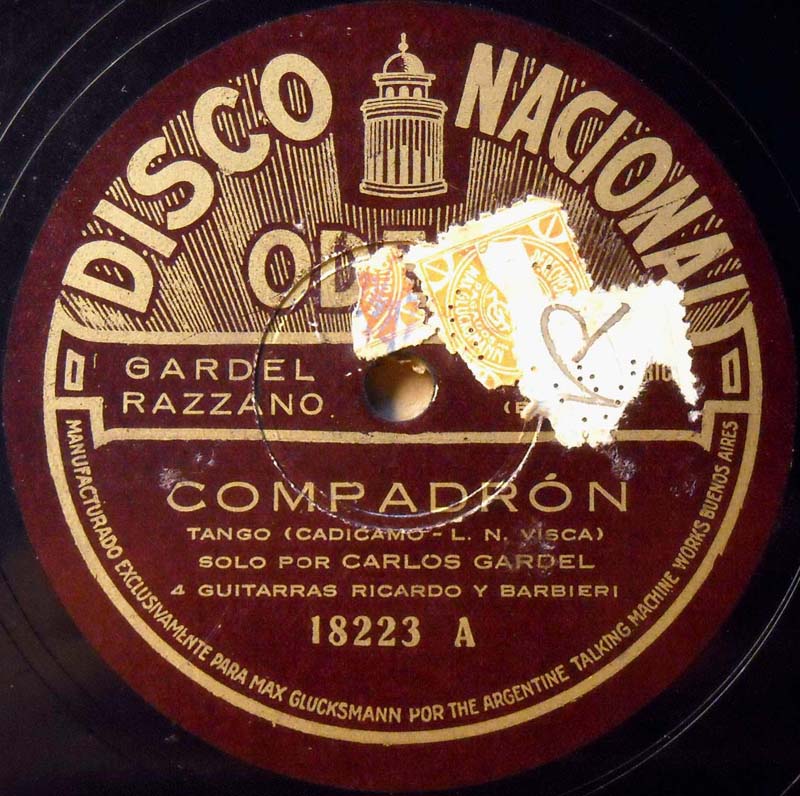 DISCO NACIONAL
GARDEL
RAZZANO
COMPADRÓN
TANGO (CADICAMO - L. N. VISCA)
SOLO POR CARLOS GARDEL
4 GUITARRAS RICARDO Y BARBIERI
18223 A
MANUFACTURADO EXCLUSIVAMENTE PARA MAX GLUCKSMANN POR THE ARGENTINE TALKING MACHINE WORKS BUENOS AIRES